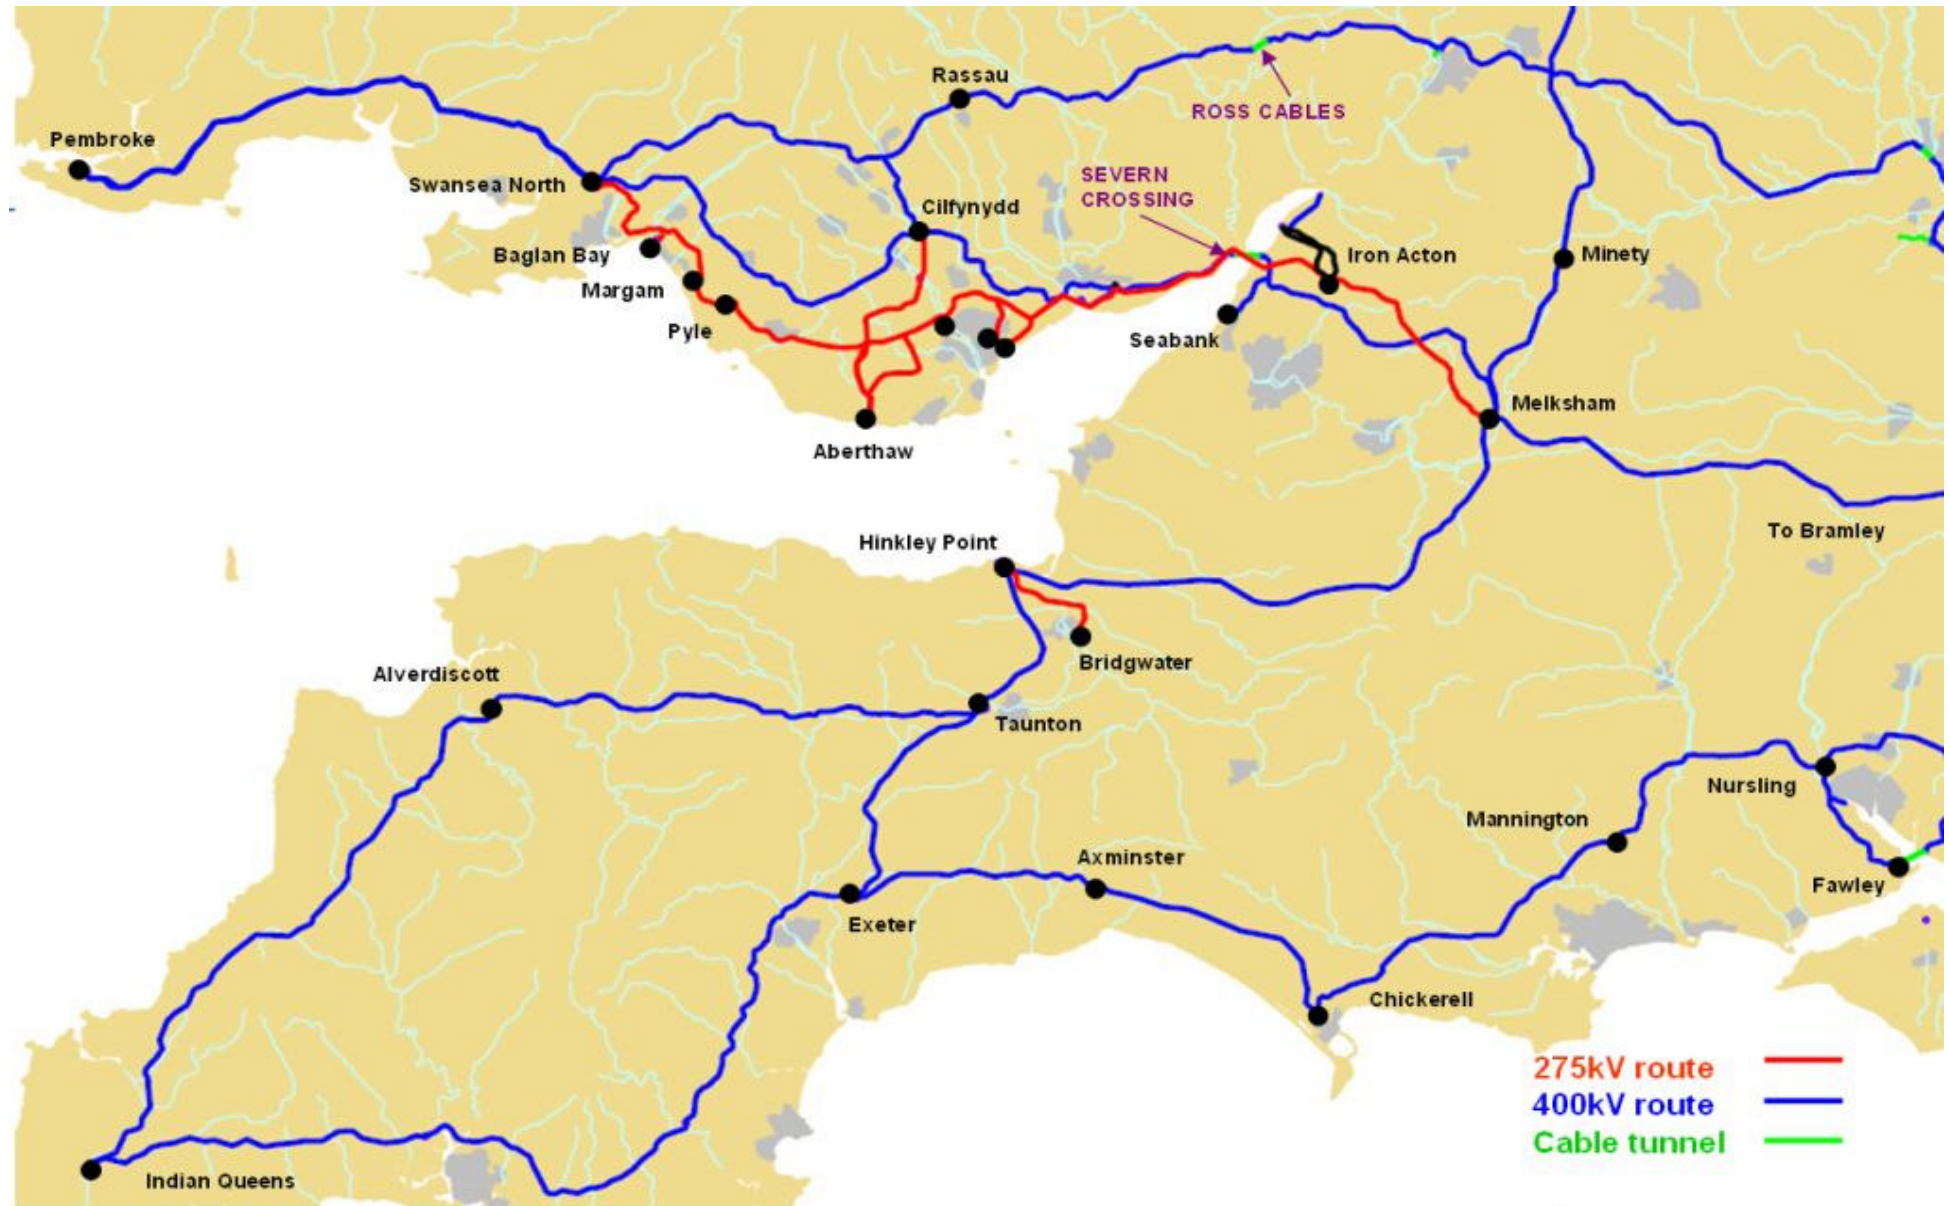 Rassau
ROSS CABLES
Pembroke
Swansea North
SEVERN
CROSSING
Cilfynydd
Baglan Bay
Iron Acton
Minety
Margam
Pyle
Seabank
Melksham
Aberthaw
To Bramley
Hinkley Point
Bridgwater
Alverdiscott
Taunton
Nursling
Mannington
Axminster
Fawley
Exeter
Chickerell
275kV route
400kV route
Cable tunnel
Indian Queens